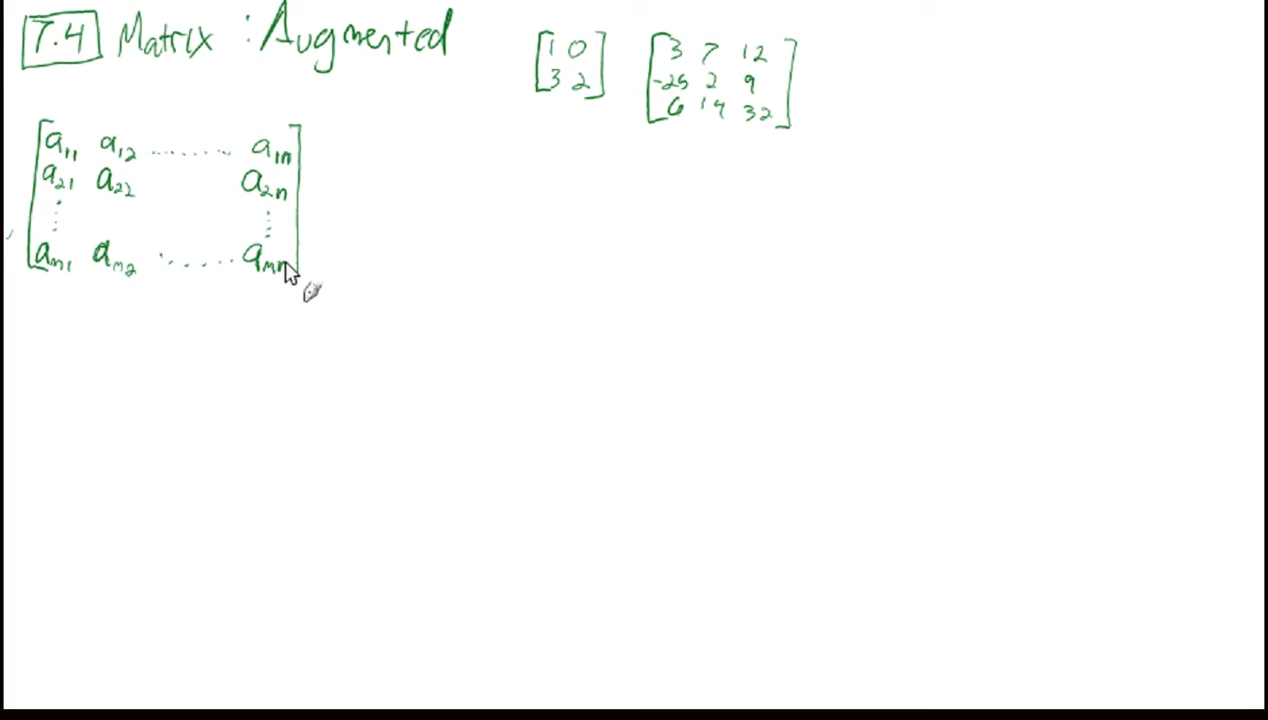 7.4 Matrix : Augmented
[1 0
3 2]
[3 7 12
-25 2 9
6 14 32]
[a₁₁ a₁₂ ........ a₁ₙ
a₂₁ a₂₂ a₂ₙ
⋮ ⋮
aₘ₁ aₘ₂ ...... aₘₙ]